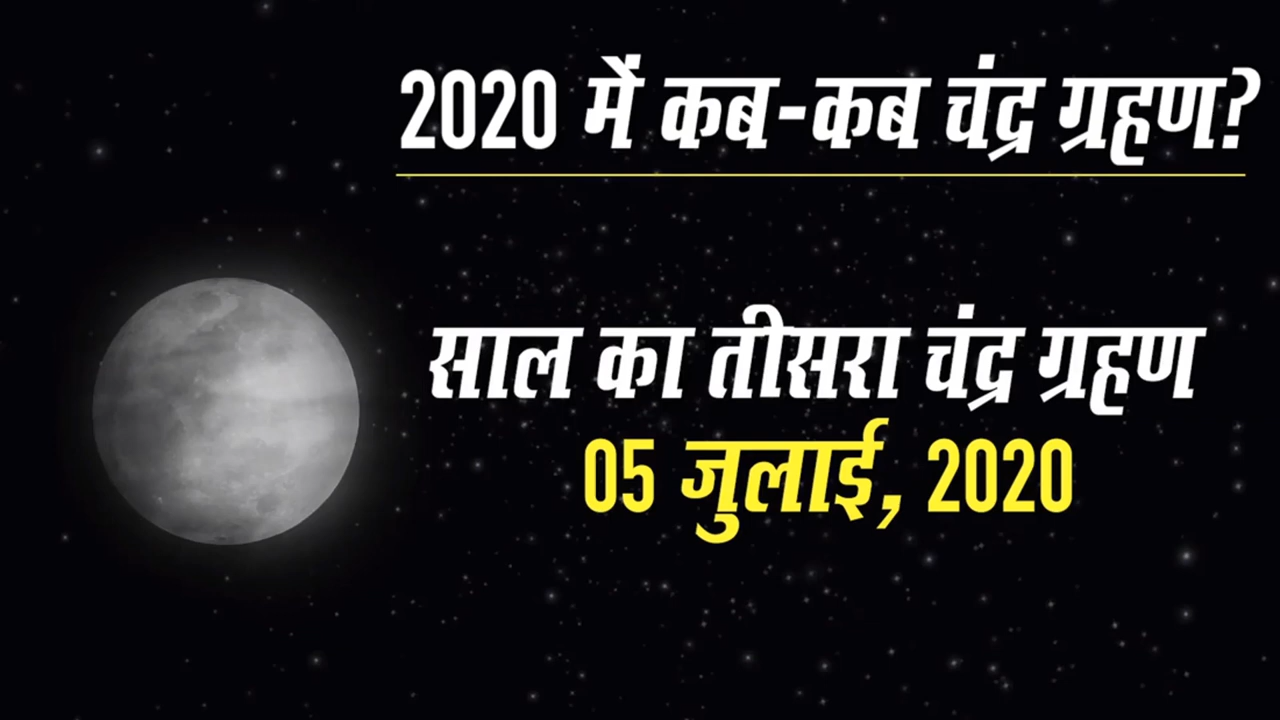 2020 में कब-कब चंद्र ग्रहण?
साल का तीसरा चंद्र ग्रहण
05 जुलाई, 2020